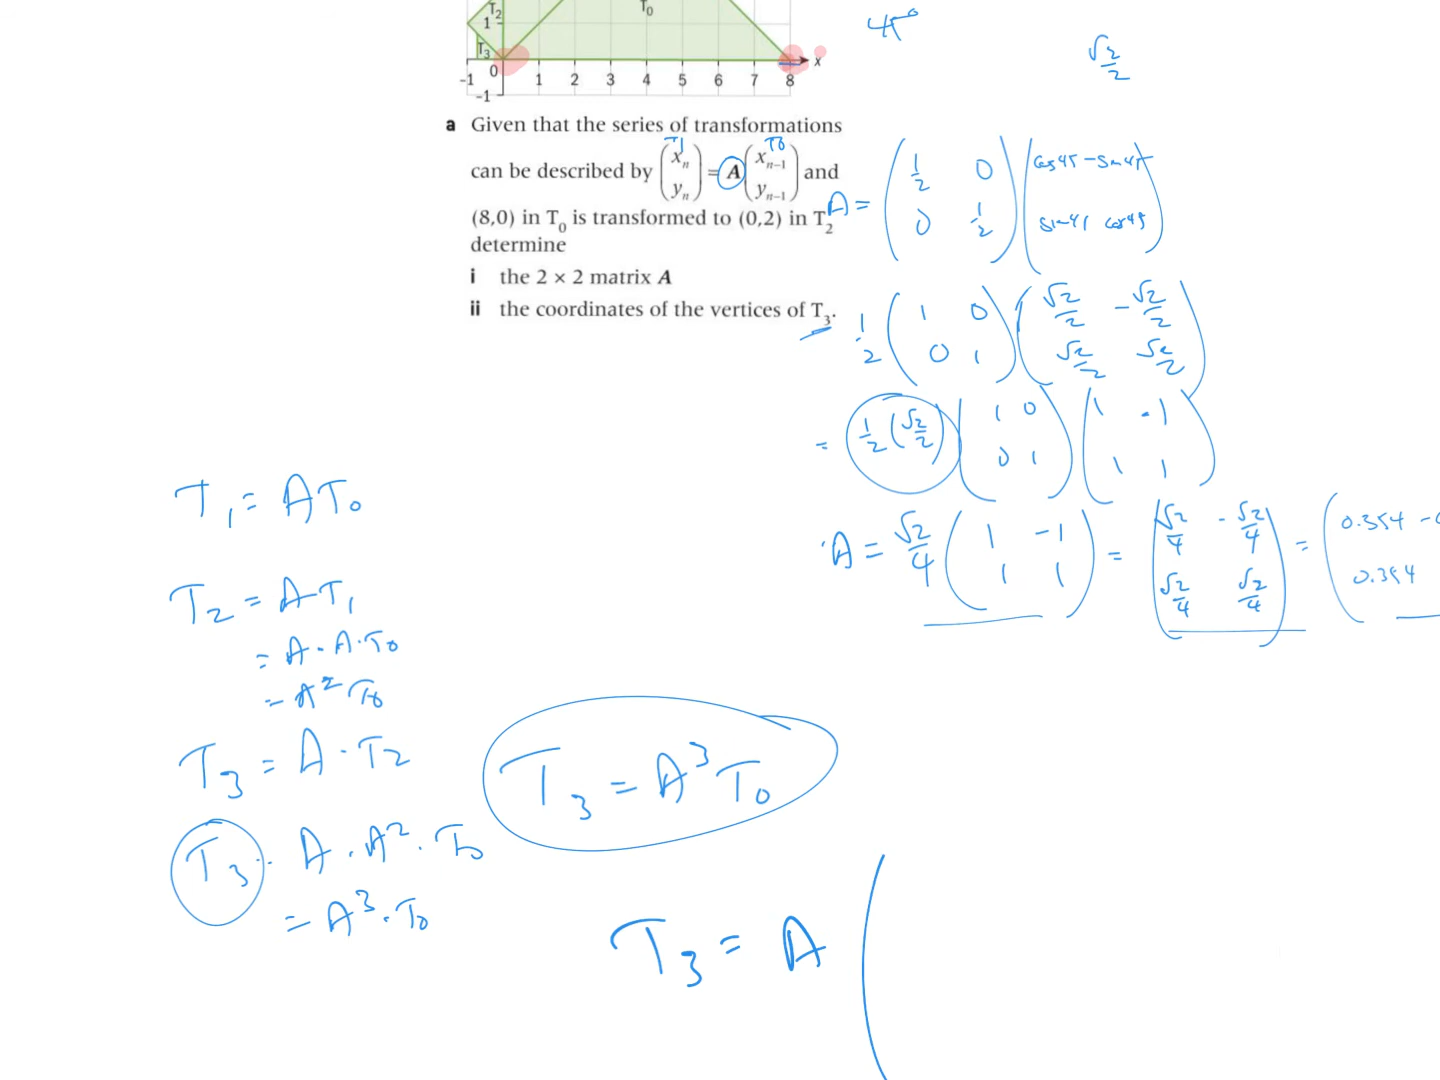 T₂
1
T₃
T₀
-1 0 1 2 3 4 5 6 7 8 x
-1
45°
√2/2
a Given that the series of transformations
T1 T0
can be described by (xₙ yₙ) = A (xₙ₋₁ yₙ₋₁) and
(8,0) in T₀ is transformed to (0,2) in T₂
determine
i the 2 × 2 matrix A
ii the coordinates of the vertices of T₃.
A = (1/2 0 0 1/2) (cos45 -sin45 sin45 cos45)
1/2 (1 0 0 1) (√2/2 -√2/2 √2/2 √2/2)
= 1/2 (√2/2) (1 0 0 1) (1 -1 1 1)
A = √2/4 (1 -1 1 1) = (√2/4 -√2/4 √2/4 √2/4) = (0.354 - 0.354
T₁ = AT₀
T₂ = AT₁
= A·A·T₀
= A² T₀
T₃ = A·T₂
T₃ = A·A²·T₀
= A³·T₀
T₃ = A³T₀
T₃ = A (